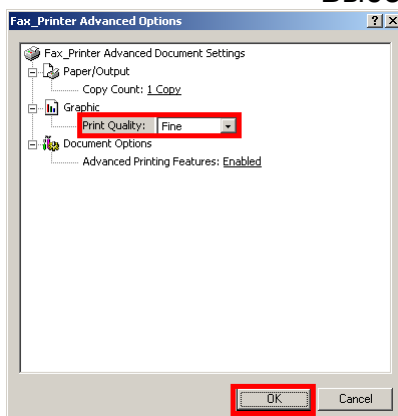 Fax_Printer Advanced Options
Fax_Printer Advanced Document Settings
Paper/Output
Copy Count: 1 Copy
Graphic
Print Quality: Fine
Document Options
Advanced Printing Features: Enabled
OK Cancel